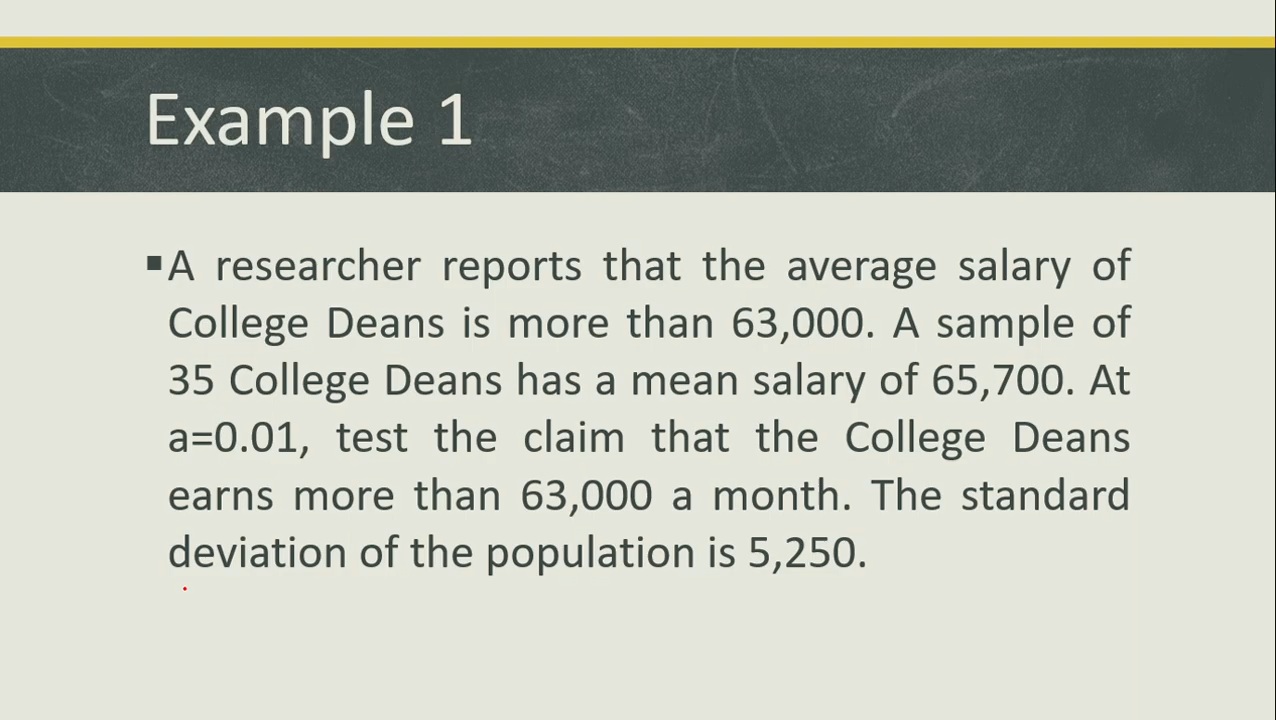 Example 1
▪A researcher reports that the average salary of
College Deans is more than 63,000. A sample of
35 College Deans has a mean salary of 65,700. At
a=0.01, test the claim that the College Deans
earns more than 63,000 a month. The standard
deviation of the population is 5,250.